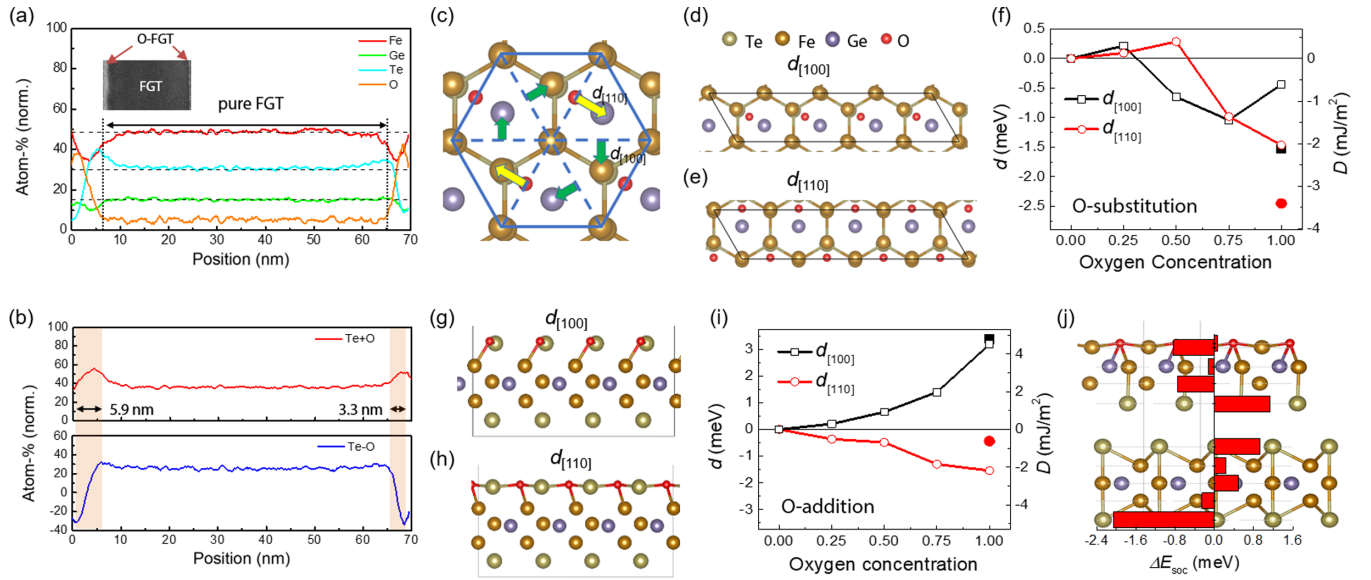 (a)
Atom-% (norm.)
100
80
60
40
20
0
O-FGT
FGT
pure FGT
Fe
Ge
Te
O
0 10 20 30 40 50 60 70
Position (nm)
(b)
Atom-% (norm.)
100
80
60
40
20
0
Te+O
5.9 nm
3.3 nm
60
40
20
0
-20
-40
Te-O
0 10 20 30 40 50 60 70
Position (nm)
(c)
d[110]
d[100]
(d)
Te Fe Ge O
d[100]
(e)
d[110]
(f)
d (meV)
0.5
0.0
-0.5
-1.0
-1.5
-2.0
-2.5
d[100]
d[110]
O-substitution
0
-1
-2
-3
-4
D (mJ/m²)
0.00 0.25 0.50 0.75 1.00
Oxygen Concentration
(g)
d[100]
(h)
d[110]
(i)
d (meV)
3
2
1
0
-1
-2
-3
d[100]
d[110]
O-addition
4
2
0
-2
-4
D (mJ/m²)
0.00 0.25 0.50 0.75 1.00
Oxygen concentration
(j)
-2.4 -1.6 -0.8 0.0 0.8 1.6
ΔEsoc (meV)